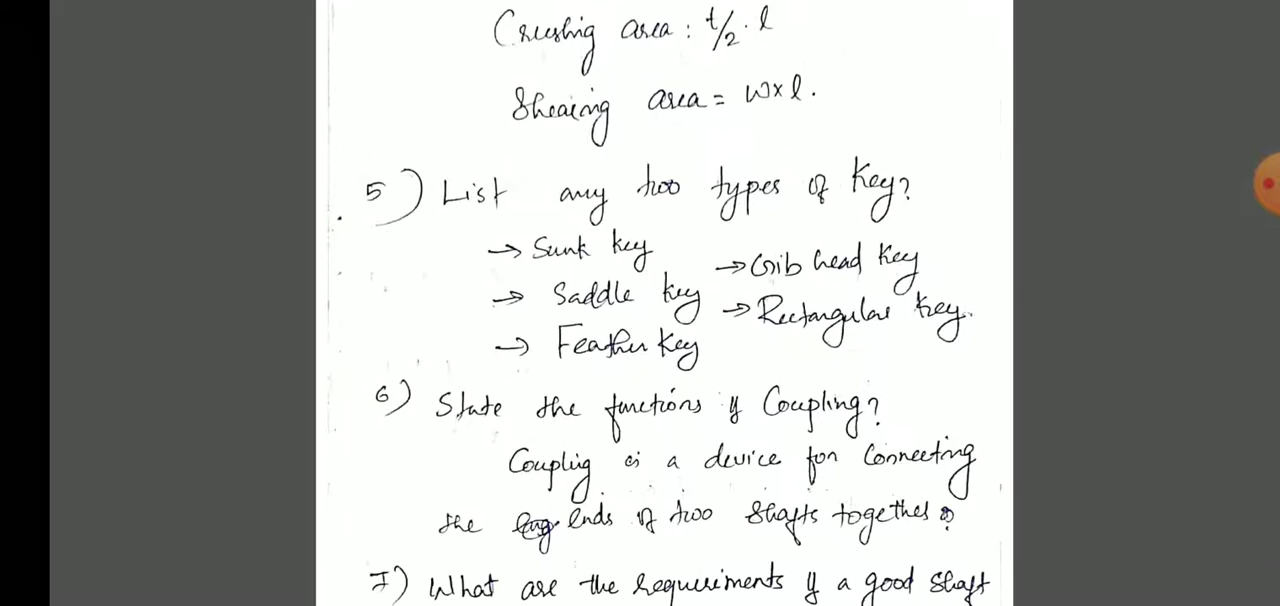 Crushing area : t/2 . l
Shearing area = w x l .
5) List any two types of Key?
→ Sunk key
→ Gib head Key
→ Saddle key
→ Rectangular key.
→ Feather Key
6) State the functions of Coupling?
Couplig is a device for Connecting
the ends of two shafts together.
7) What are the requiriments of a good shaft